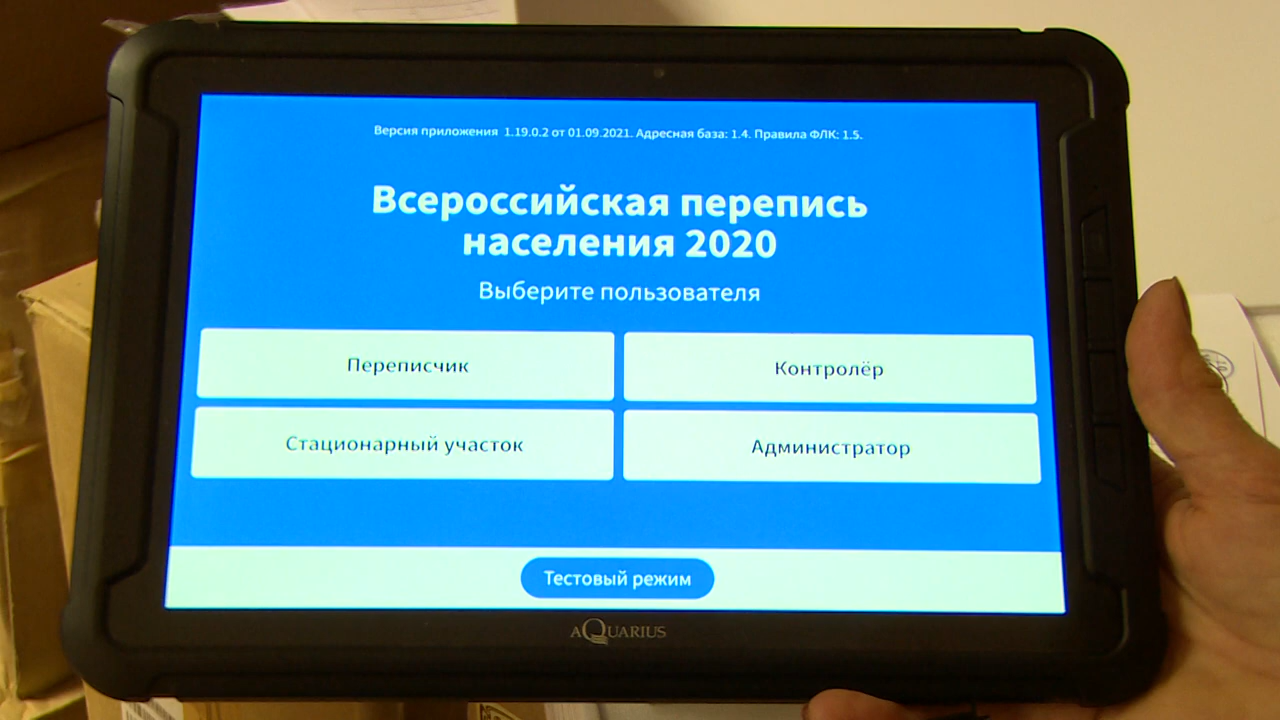 Версия приложения 1.19.0.2 от 01.09.2021. Адресная база: 1.4. Правила ФЛК: 1.5.
Всероссийская перепись
населения 2020
Выберите пользователя
Переписчик
Контролёр
Стационарный участок
Администратор
Тестовый режим
AQUARIUS